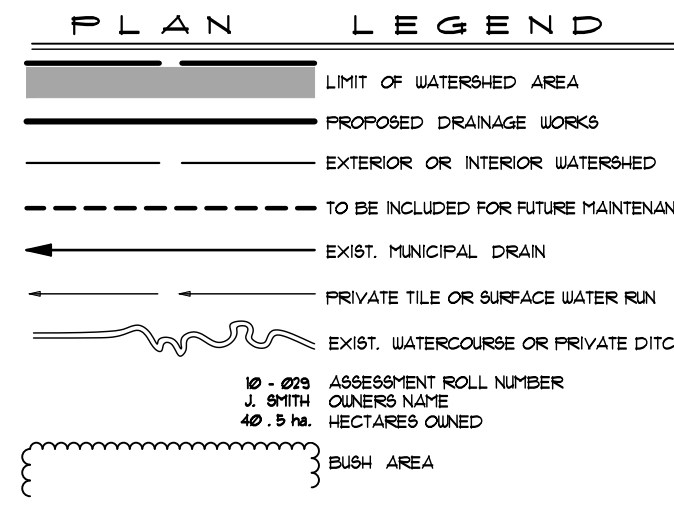 PLAN LEGEND
LIMIT OF WATERSHED AREA
PROPOSED DRAINAGE WORKS
EXTERIOR OR INTERIOR WATERSHED
TO BE INCLUDED FOR FUTURE MAINTENAN
EXIST. MUNICIPAL DRAIN
PRIVATE TILE OR SURFACE WATER RUN
EXIST. WATERCOURSE OR PRIVATE DITC
10 - 029 ASSESSMENT ROLL NUMBER
J. SMITH OWNERS NAME
40 . 5 ha. HECTARES OWNED
BUSH AREA